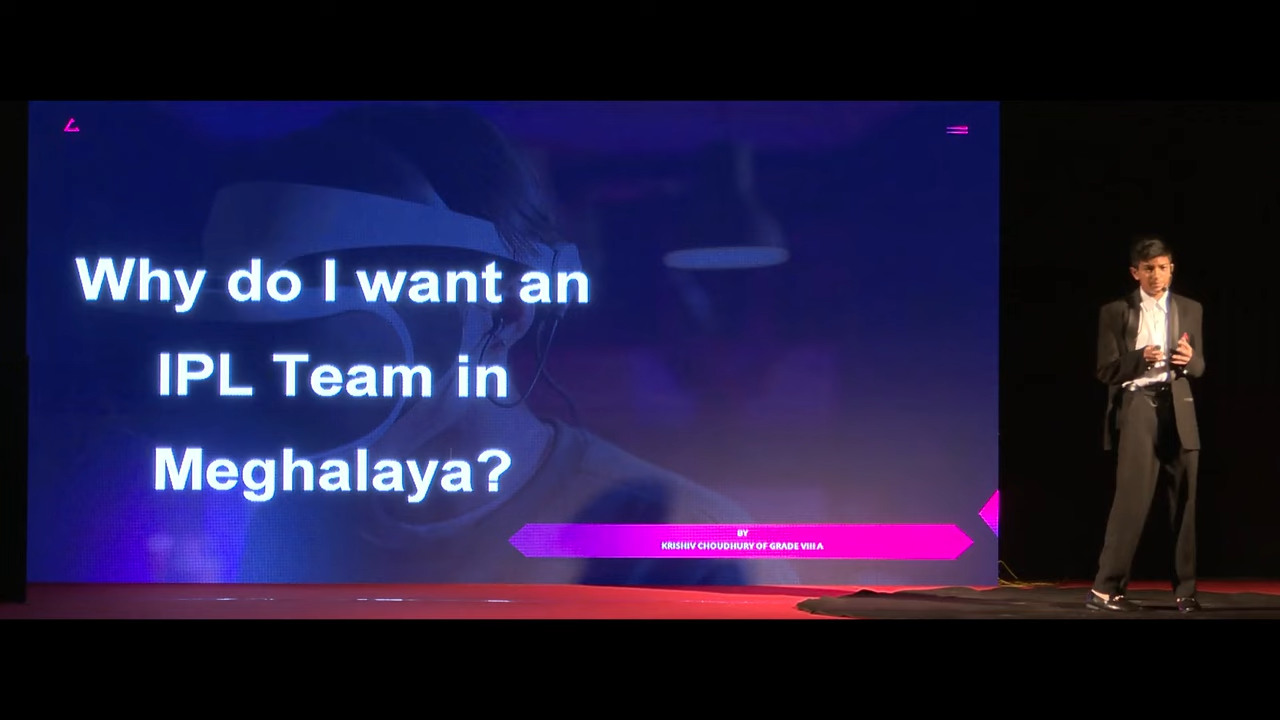 Why do I want an
IPL Team in
Meghalaya?
BY
KRISHIV CHOUDHURY OF GRADE VIII A